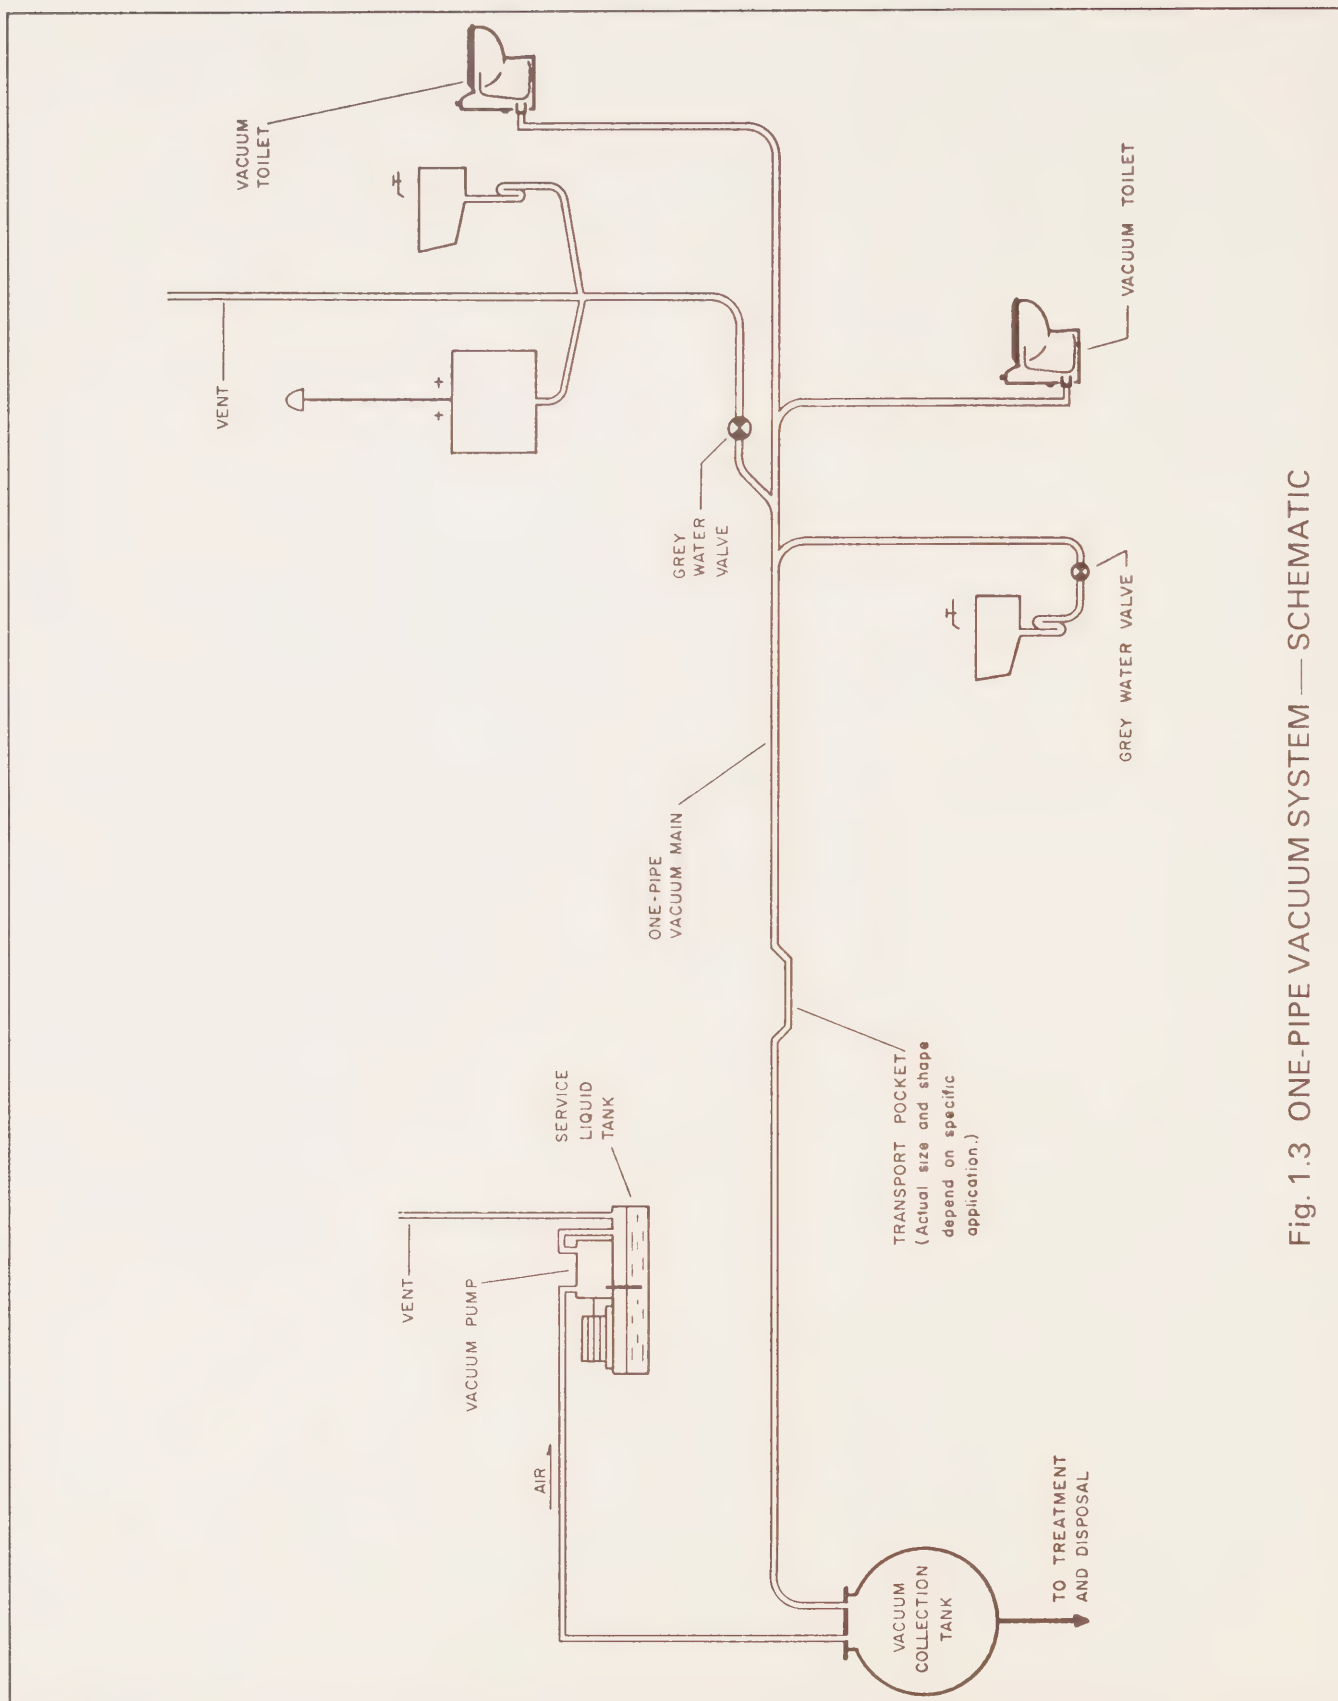 VACUUM
TOILET
VENT
GREY
WATER
VALVE
VACUUM TOILET
GREY WATER VALVE
ONE-PIPE
VACUUM MAIN
TRANSPORT POCKET
(Actual size and shape
depend on specific
application.)
SERVICE
LIQUID
TANK
VENT
VACUUM PUMP
AIR
VACUUM
COLLECTION
TANK
TO TREATMENT
AND DISPOSAL
Fig. 1.3 ONE-PIPE VACUUM SYSTEM — SCHEMATIC